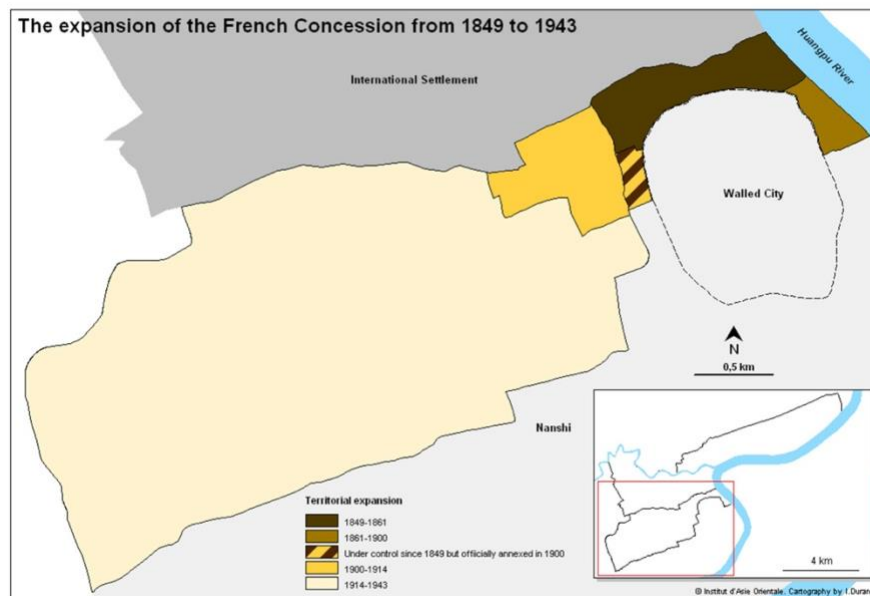 The expansion of the French Concession from 1849 to 1943
Huangpu River
International Settlement
Walled City
N
0,5 km
Nanshi
Territorial expansion
1849-1861
1861-1900
Under control since 1849 but officially annexed in 1900
1900-1914
1914-1943
4 km
© Institut d'Asie Orientale. Cartography by I.Durand